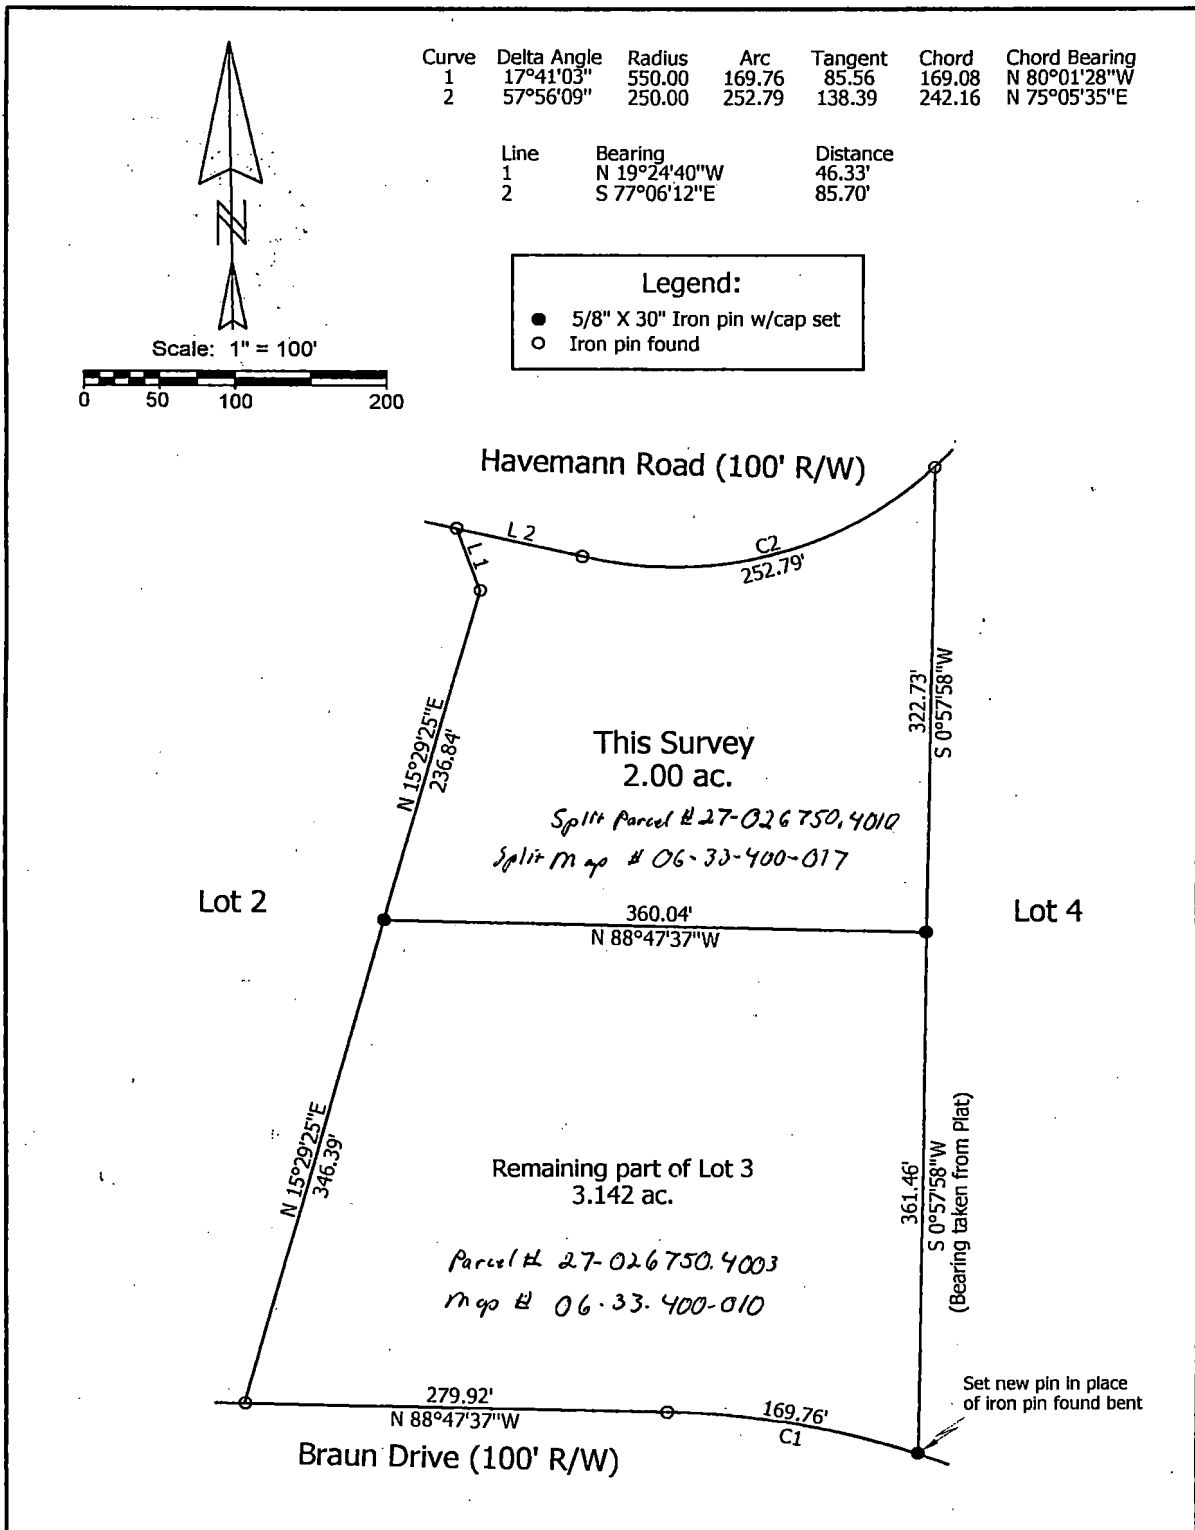 Curve Delta Angle Radius Arc Tangent Chord Chord Bearing
1 17°41'03" 550.00 169.76 85.56 169.08 N 80°01'28"W
2 57°56'09" 250.00 252.79 138.39 242.16 N 75°05'35"E
Line Bearing Distance
1 N 19°24'40"W 46.33'
2 S 77°06'12"E 85.70'
N
Legend:
5/8" X 30" Iron pin w/cap set
Iron pin found
Scale: 1" = 100'
0 50 100 200
Havemann Road (100' R/W)
L 2
L 1
C2
252.79'
322.73'
S 0°57'58"W
N 15°29'25"E
236.84'
This Survey
2.00 ac.
Split Parcel # 27-026750.4010
Split Map # 06-33-400-017
Lot 2
Lot 4
360.04'
N 88°47'37"W
N 15°29'25"E
346.39'
361.46'
S 0°57'58"W
(Bearing taken from Plat)
Remaining part of Lot 3
3.142 ac.
Parcel # 27-026750.4003
Map # 06-33-400-010
Set new pin in place
of iron pin found bent
279.92'
N 88°47'37"W
169.76'
C1
Braun Drive (100' R/W)